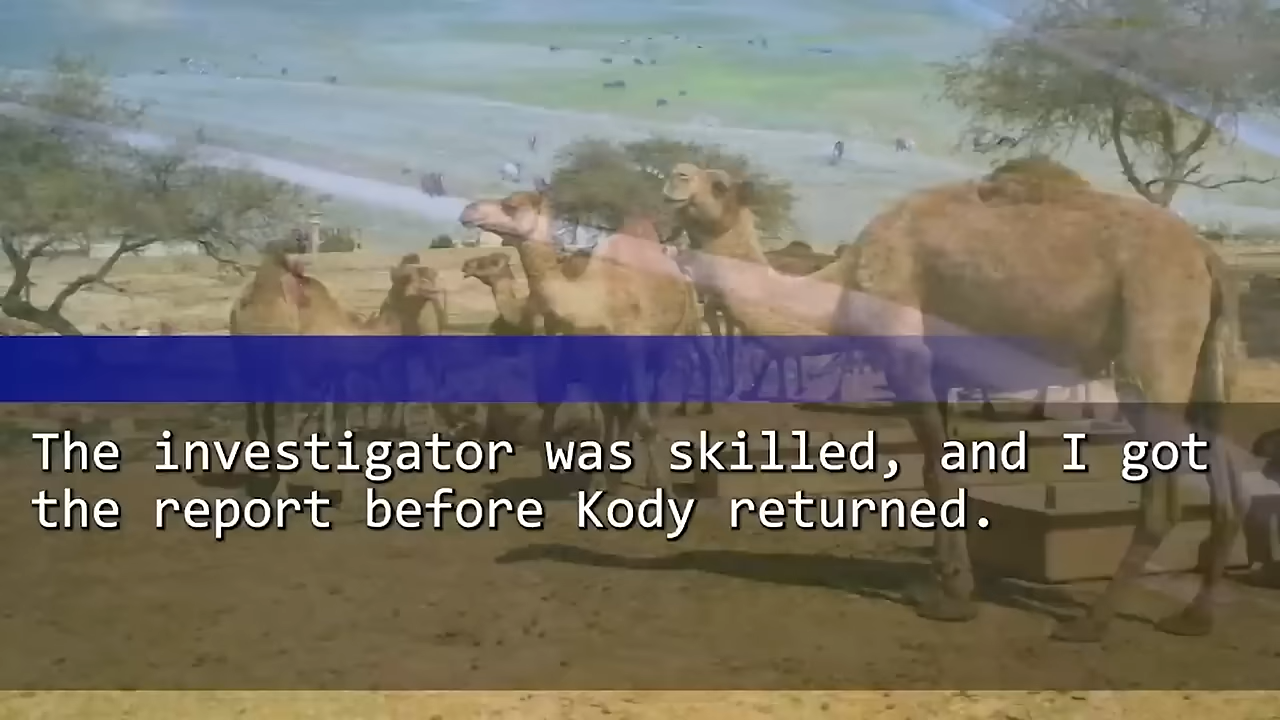 The investigator was skilled, and I got
the report before Kody returned.